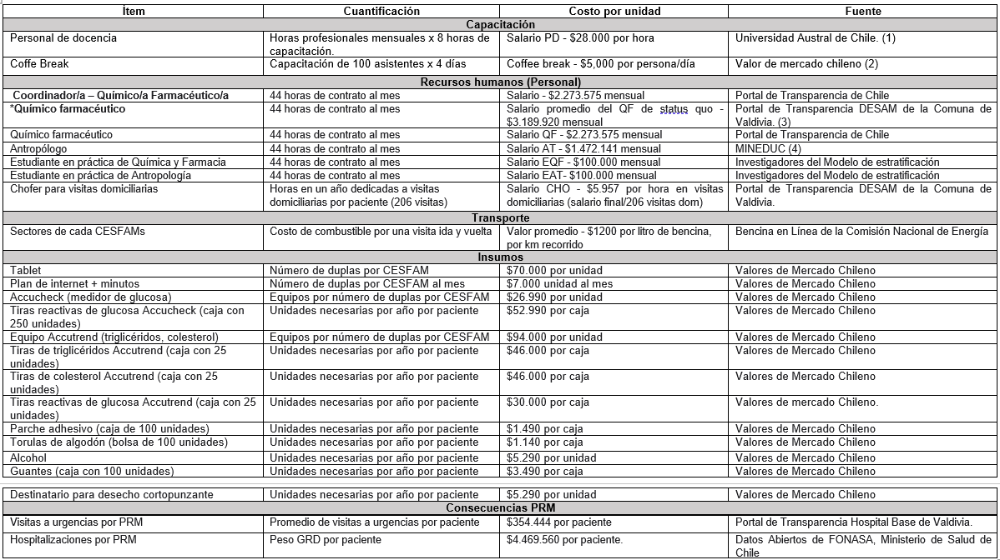 Ítem Cuantificación Costo por unidad Fuente
Capacitación
Personal de docencia Horas profesionales mensuales x 8 horas de Salario PD - $28.000 por hora Universidad Austral de Chile. (1)
capacitación.
Coffe Break Capacitación de 100 asistentes x 4 días Coffee break - $5,000 por persona/día Valor de mercado chileno (2)
Recursos humanos (Personal)
Coordinador/a – Químico/a Farmacéutico/a 44 horas de contrato al mes Salario - $2.273.575 mensual Portal de Transparencia de Chile
*Químico farmacéutico 44 horas de contrato al mes Salario promedio del QF de status quo - Portal de Transparencia DESAM de la Comuna de
$3.189.920 mensual Valdivia. (3)
Químico farmacéutico 44 horas de contrato al mes Salario QF - $2.273.575 mensual Portal de Transparencia de Chile
Antropólogo 44 horas de contrato al mes Salario AT - $1.472.141 mensual MINEDUC (4)
Estudiante en práctica de Química y Farmacia 44 horas de contrato al mes Salario EQF - $100.000 mensual Investigadores del Modelo de estratificación
Estudiante en práctica de Antropología 44 horas de contrato al mes Salario EAT- $100.000 mensual Investigadores del Modelo de estratificación
Chofer para visitas domiciliarias Horas en un año dedicadas a visitas Salario CHO - $5.957 por hora en visitas Portal de Transparencia DESAM de la Comuna de
domiciliarias por paciente (206 visitas) domiciliarias (salario final/206 visitas dom) Valdivia.
Transporte
Sectores de cada CESFAMs Costo de combustible por una visita ida y vuelta Valor promedio - $1200 por litro de bencina, Bencina en Línea de la Comisión Nacional de Energía
por km recorrido
Insumos
Tablet Número de duplas por CESFAM $70.000 por unidad Valores de Mercado Chileno
Plan de internet + minutos Número de duplas por CESFAM al mes $7.000 unidad al mes Valores de Mercado Chileno
Accucheck (medidor de glucosa) Equipos por número de duplas por CESFAM $26.990 por unidad Valores de Mercado Chileno
Tiras reactivas de glucosa Accucheck (caja con Unidades necesarias por año por paciente $52.990 por caja Valores de Mercado Chileno
250 unidades)
Equipo Accutrend (triglicéridos, colesterol) Equipos por número de duplas por CESFAM $94.000 por unidad Valores de Mercado Chileno
Tiras de triglicéridos Accutrend (caja con 25 Unidades necesarias por año por paciente $46.000 por caja Valores de Mercado Chileno
unidades)
Tiras de colesterol Accutrend (caja con 25 Unidades necesarias por año por paciente $46.000 por caja Valores de Mercado Chileno
unidades)
Tiras reactivas de glucosa Accutrend (caja con 25 Unidades necesarias por año por paciente $30.000 por caja Valores de mercado Chileno.
unidades)
Parche adhesivo (caja de 100 unidades) Unidades necesarias por año por paciente $1.490 por caja Valores de Mercado Chileno
Torulas de algodón (bolsa de 100 unidades) Unidades necesarias por año por paciente $1.140 por caja Valores de Mercado Chileno
Alcohol Unidades necesarias por año por paciente $5.290 por unidad Valores de Mercado Chileno
Guantes (caja con 100 unidades) Unidades necesarias por año por paciente $3.490 por caja Valores de Mercado Chileno
Destinatario para desecho cortopunzante Unidades necesarias por año por paciente $5.290 por unidad Valores de Mercado Chileno
Consecuencias PRM
Visitas a urgencias por PRM Promedio de visitas a urgencias por paciente $354.444 por paciente Portal de Transparencia Hospital Base de Valdivia.
Hospitalizaciones por PRM Peso GRD por paciente $4.469.560 por paciente. Datos Abiertos de FONASA, Ministerio de Salud de
Chile